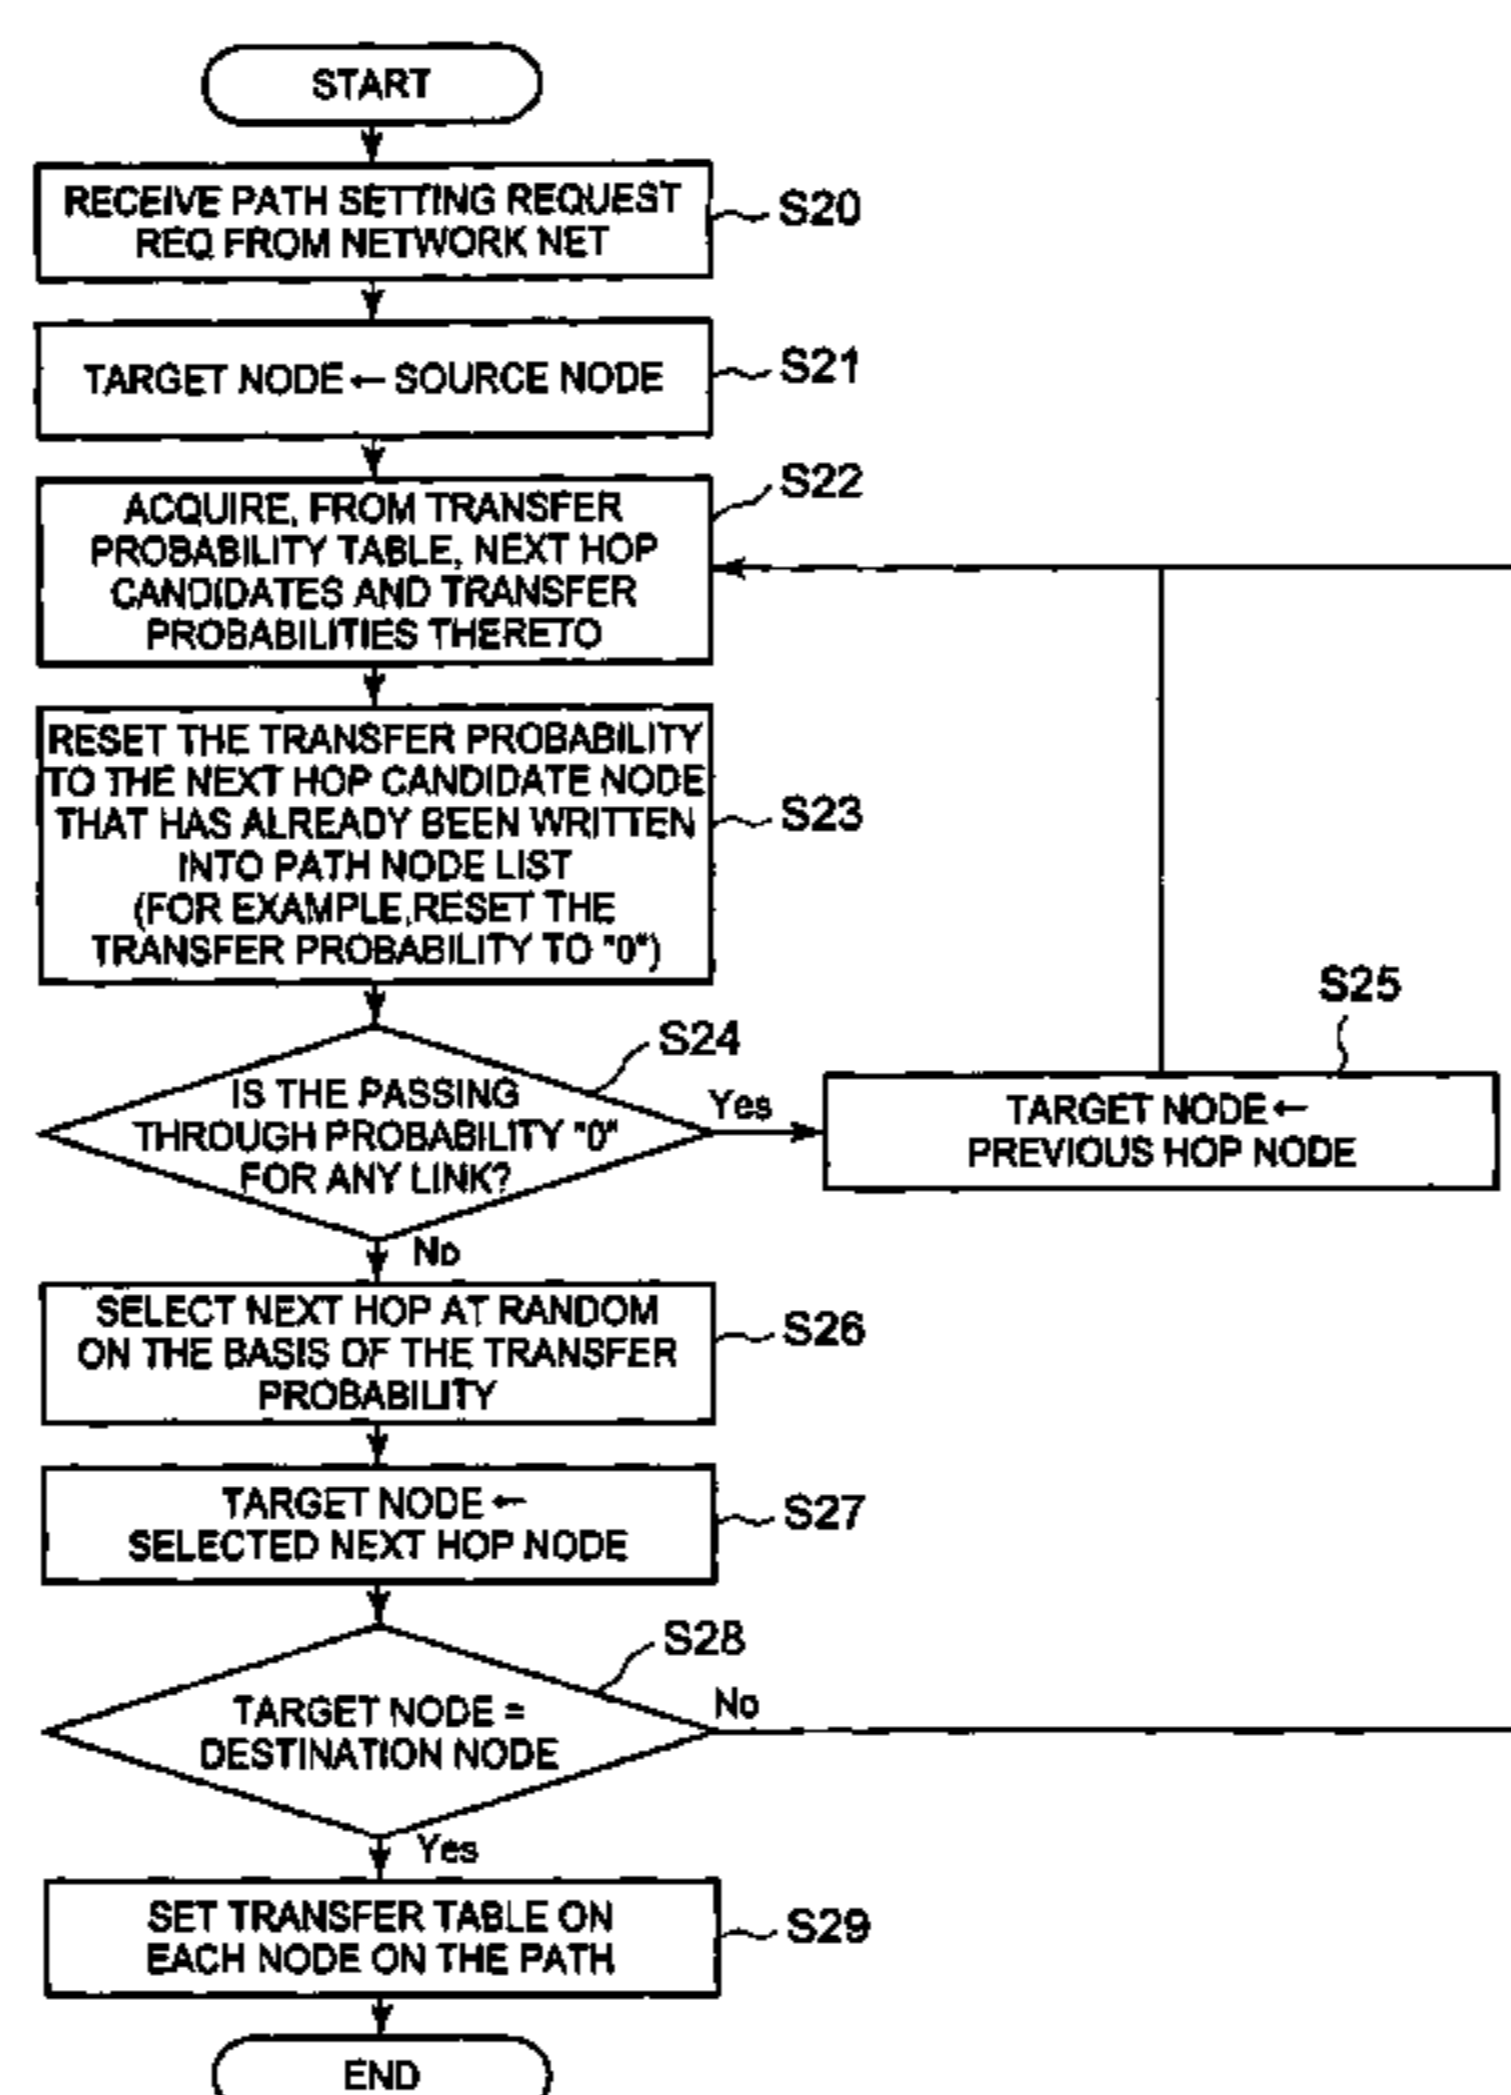 START
RECEIVE PATH SETTING REQUEST
REQ FROM NETWORK NET
S20
TARGET NODE ← SOURCE NODE
S21
ACQUIRE, FROM TRANSFER
PROBABILITY TABLE, NEXT HOP
CANDIDATES AND TRANSFER
PROBABILITIES THERETO
S22
RESET THE TRANSFER PROBABILITY
TO THE NEXT HOP CANDIDATE NODE
THAT HAS ALREADY BEEN WRITTEN
INTO PATH NODE LIST
(FOR EXAMPLE,RESET THE
TRANSFER PROBABILITY TO "0")
S23
IS THE PASSING
THROUGH PROBABILITY "0"
FOR ANY LINK?
S24
Yes
No
TARGET NODE ←
PREVIOUS HOP NODE
S25
SELECT NEXT HOP AT RANDOM
ON THE BASIS OF THE TRANSFER
PROBABILITY
S26
TARGET NODE ←
SELECTED NEXT HOP NODE
S27
TARGET NODE =
DESTINATION NODE
S28
No
Yes
SET TRANSFER TABLE ON
EACH NODE ON THE PATH
S29
END